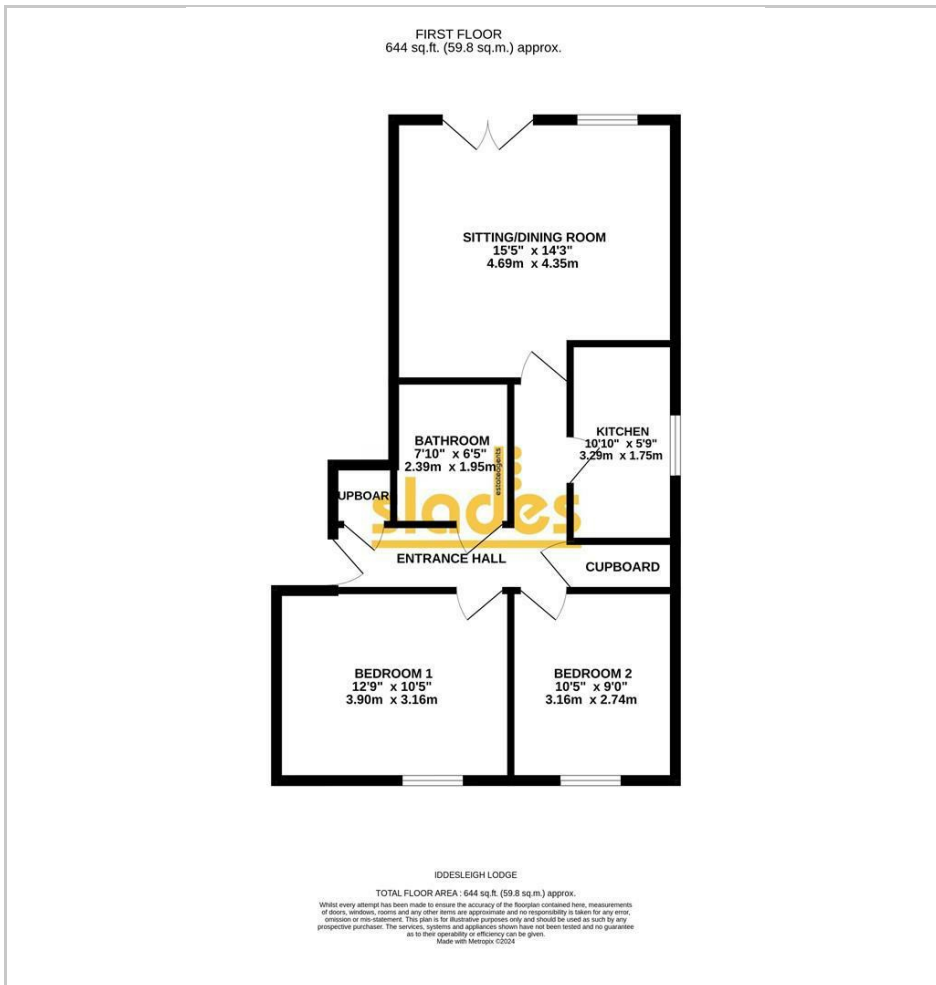 FIRST FLOOR
644 sq.ft. (59.8 sq.m.) approx.
SITTING/DINING ROOM
15'5" x 14'3"
4.69m x 4.35m
KITCHEN
10'10" x 5'9"
3.29m x 1.75m
BATHROOM
7'10" x 6'5"
2.39m x 1.95m
estate agents
slades
UPBOAR
ENTRANCE HALL
CUPBOARD
BEDROOM 1
12'9" x 10'5"
3.90m x 3.16m
BEDROOM 2
10'5" x 9'0"
3.16m x 2.74m
IDDESLEIGH LODGE
TOTAL FLOOR AREA : 644 sq.ft. (59.8 sq.m.) approx.
Whilst every attempt has been made to ensure the accuracy of the floorplan contained here, measurements
of doors, windows, rooms and any other items are approximate and no responsibility is taken for any error,
omission or mis-statement. This plan is for illustrative purposes only and should be used as such by any
prospective purchaser. The services, systems and appliances shown have not been tested and no guarantee
as to their operability or efficiency can be given.
Made with Metropix ©2024